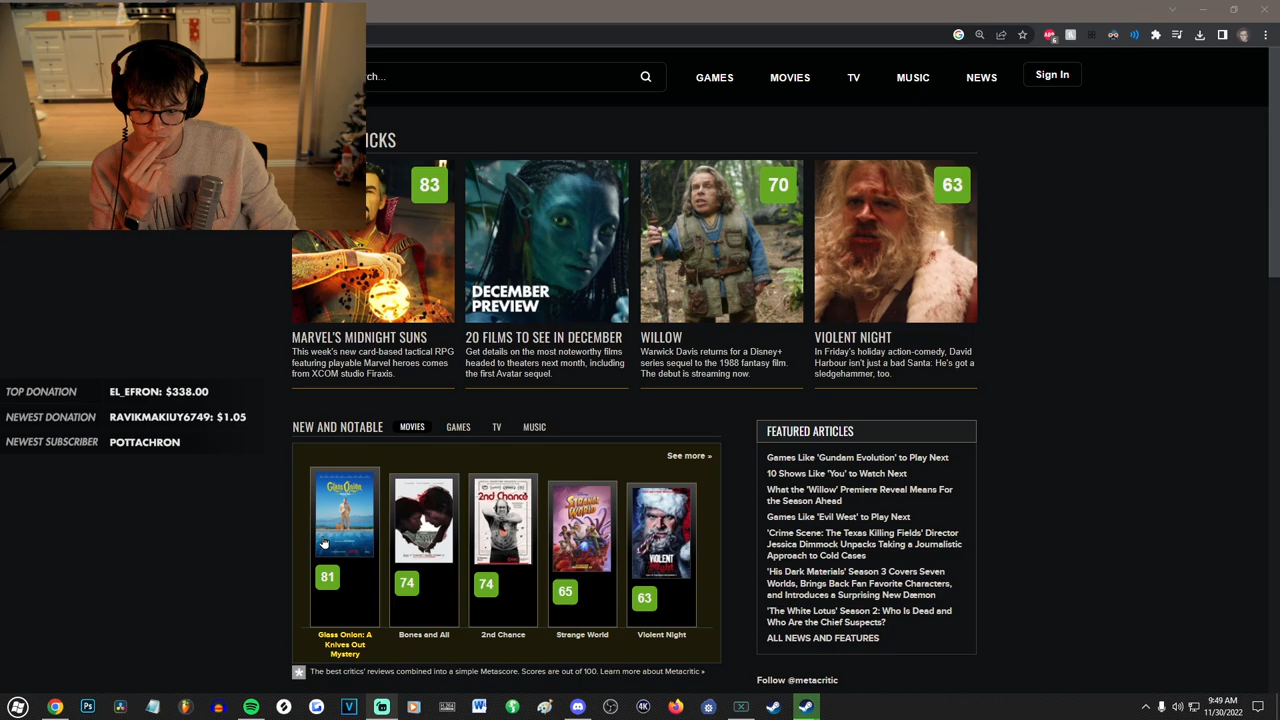 ch...
GAMES
MOVIES
TV
MUSIC
NEWS
Sign In
ICKS
83
70
63
DECEMBER
PREVIEW
MARVEL'S MIDNIGHT SUNS
This week's new card-based tactical RPG
featuring playable Marvel heroes comes
from XCOM studio Firaxis.
20 FILMS TO SEE IN DECEMBER
Get details on the most noteworthy films
headed to theaters next month, including
the first Avatar sequel.
WILLOW
Warwick Davis returns for a Disney+
series sequel to the 1988 fantasy film.
The debut is streaming now.
VIOLENT NIGHT
In Friday's holiday action-comedy, David
Harbour isn't just a bad Santa: He's got a
sledgehammer, too.
TOP DONATION EL_EFRON: $338.00
NEWEST DONATION RAVIKMAKIUY6749: $1.05
NEWEST SUBSCRIBER POTTACHRON
NEW AND NOTABLE
MOVIES
GAMES
TV
MUSIC
See more »
Glass Onion
2nd Chance
STRANGE
WORLD
VIOLENT
Night
81
74
74
65
63
Glass Onion: A
Knives Out
Mystery
Bones and All
2nd Chance
Strange World
Violent Night
The best critics' reviews combined into a simple Metascore. Scores are out of 100. Learn more about Metacritic »
FEATURED ARTICLES
Games Like 'Gundam Evolution' to Play Next
10 Shows Like 'You' to Watch Next
What the 'Willow' Premiere Reveal Means For
the Season Ahead
Games Like 'Evil West' to Play Next
'Crime Scene: The Texas Killing Fields' Director
Jessica Dimmock Unpacks Taking a Journalistic
Approach to Cold Cases
'His Dark Materials' Season 3 Covers Seven
Worlds, Brings Back Fan Favorite Characters,
and Introduces a Surprising New Dæmon
'The White Lotus' Season 2: Who Is Dead and
Who Are the Chief Suspects?
ALL NEWS AND FEATURES
Follow @metacritic
9:49 AM
11/30/2022